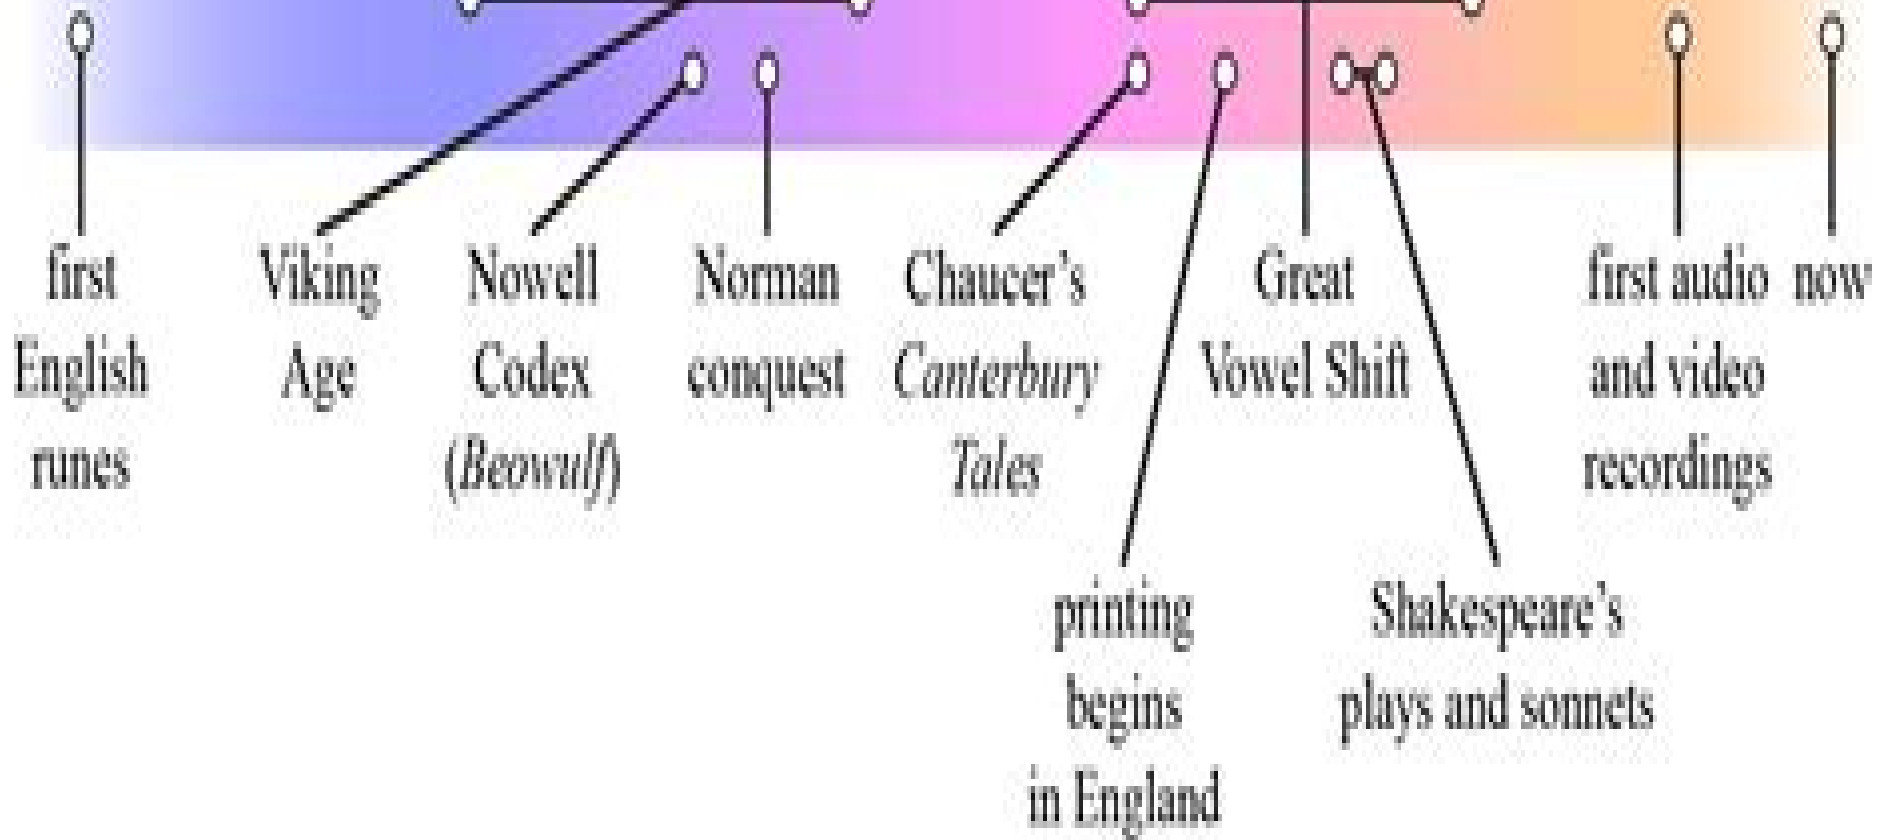 first
English
runes
Viking
Age
Nowell
Codex
(Beowulf)
Norman
conquest
Chaucer’s
Canterbury
Tales
printing
begins
in England
Great
Vowel Shift
Shakespeare’s
plays and sonnets
first audio
and video
recordings
now